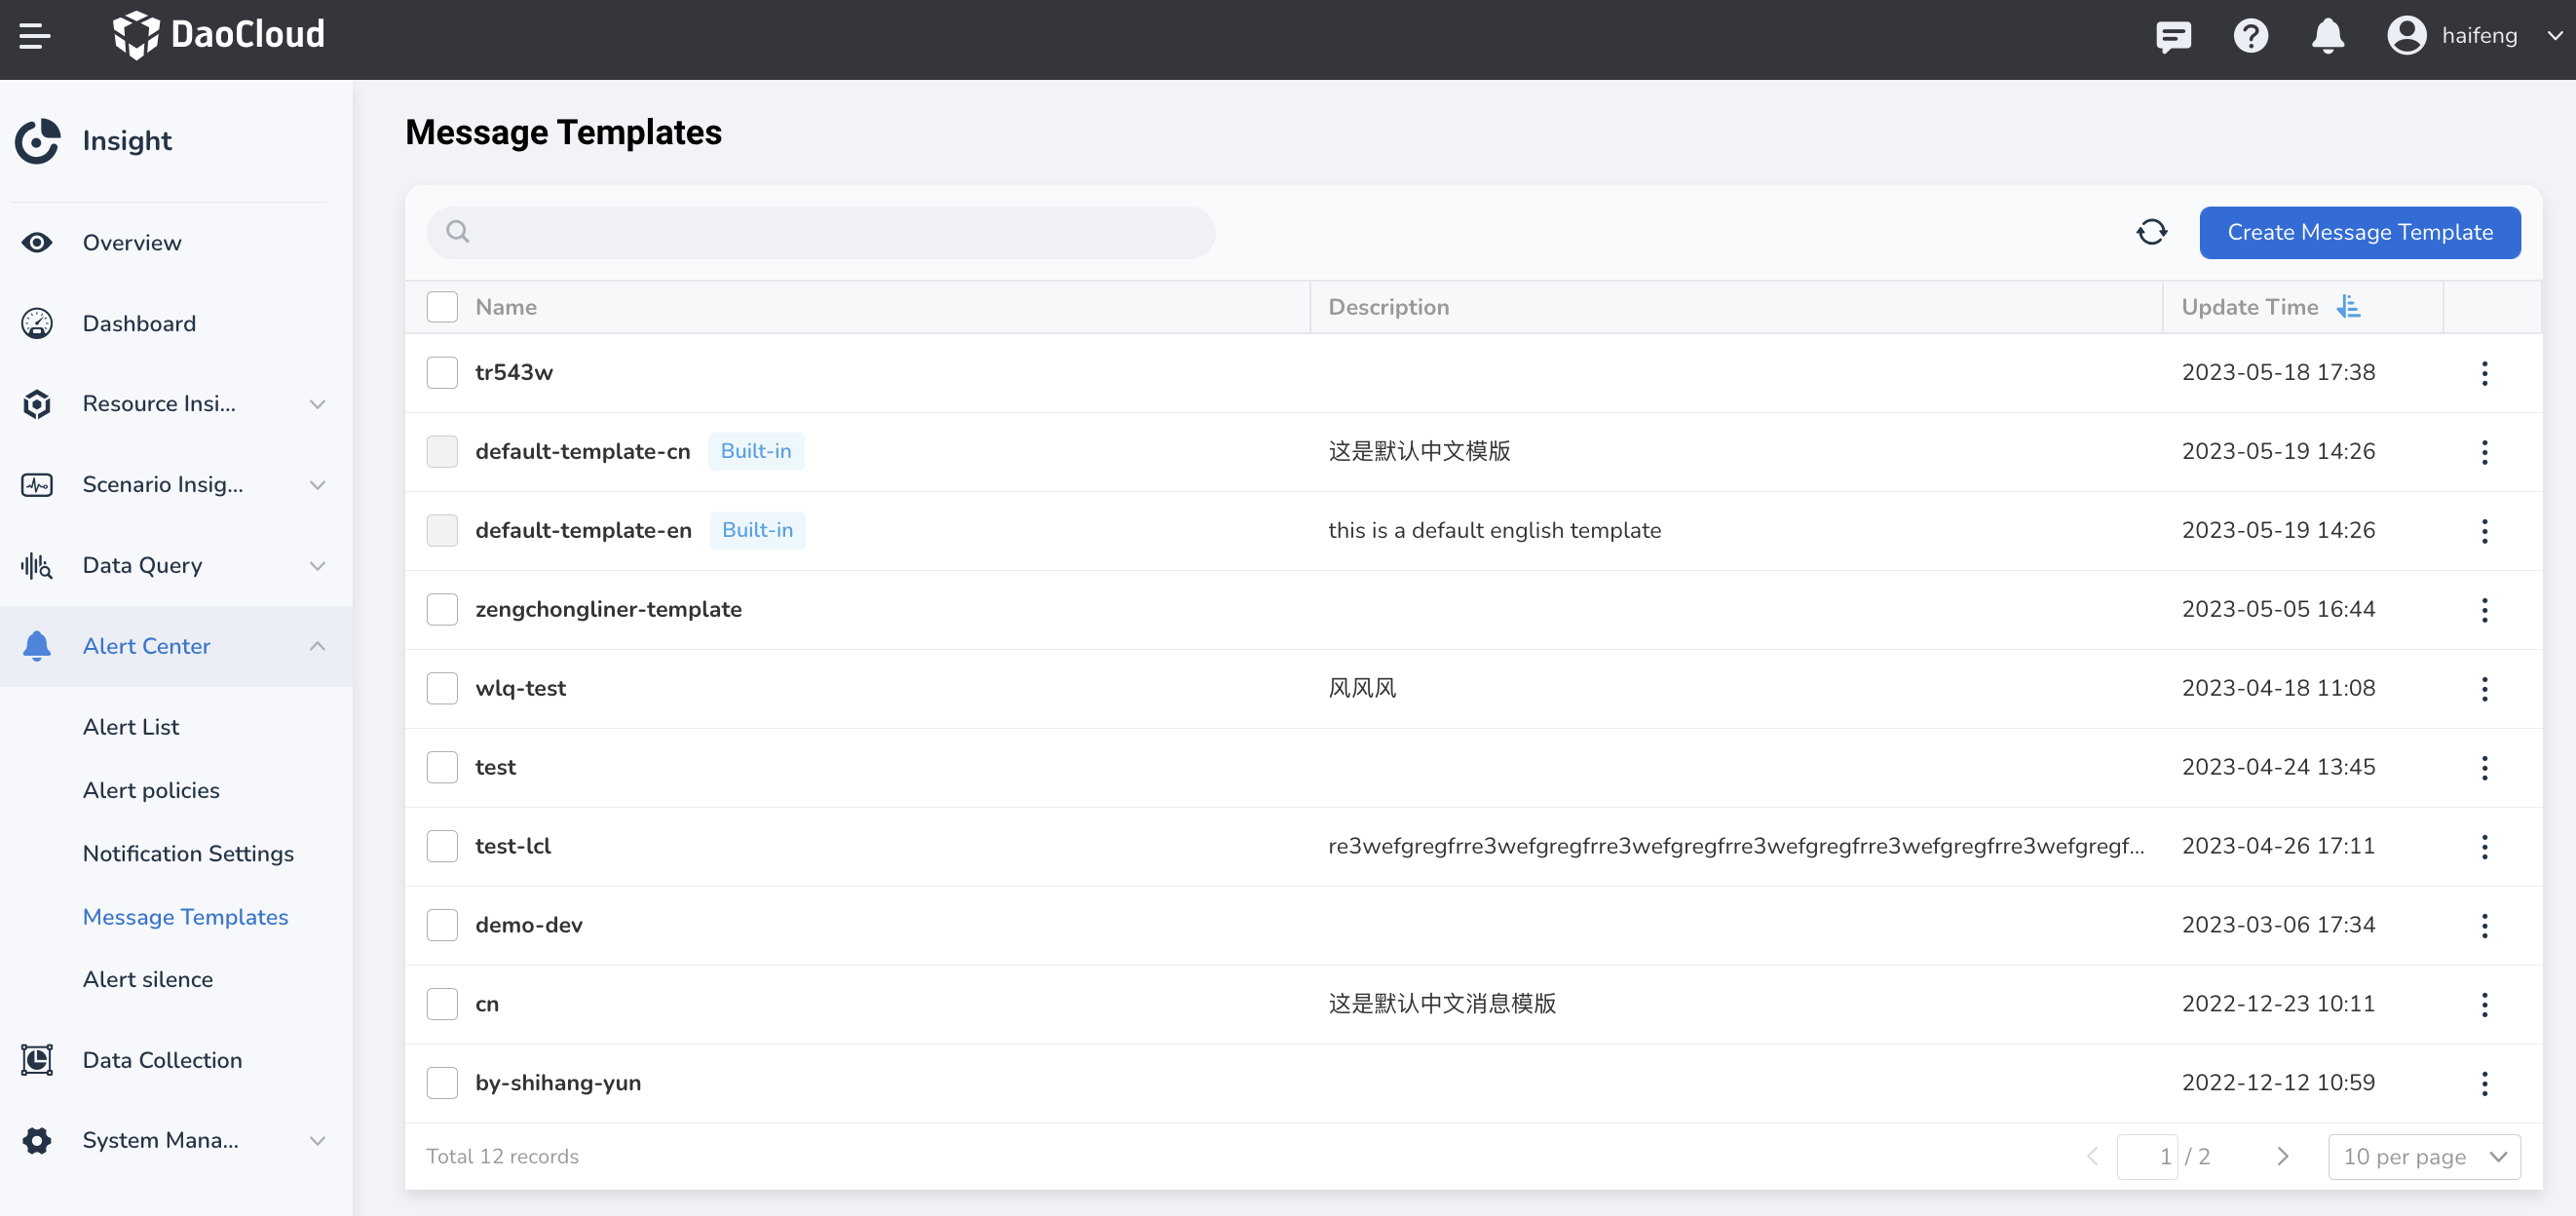 DaoCloud
haifeng
Insight
Overview
Dashboard
Resource Insi...
Scenario Insig...
Data Query
Alert Center
Alert List
Alert policies
Notification Settings
Message Templates
Alert silence
Data Collection
System Mana...
Message Templates
Create Message Template
Name Description Update Time
tr543w 2023-05-18 17:38
default-template-cn Built-in 这是默认中文模版 2023-05-19 14:26
default-template-en Built-in this is a default english template 2023-05-19 14:26
zengchongliner-template 2023-05-05 16:44
wlq-test 风风风 2023-04-18 11:08
test 2023-04-24 13:45
test-lcl re3wefgregfrre3wefgregfrre3wefgregfrre3wefgregfrre3wefgregfrre3wefgregf... 2023-04-26 17:11
demo-dev 2023-03-06 17:34
cn 这是默认中文消息模版 2022-12-23 10:11
by-shihang-yun 2022-12-12 10:59
Total 12 records 1 / 2 10 per page